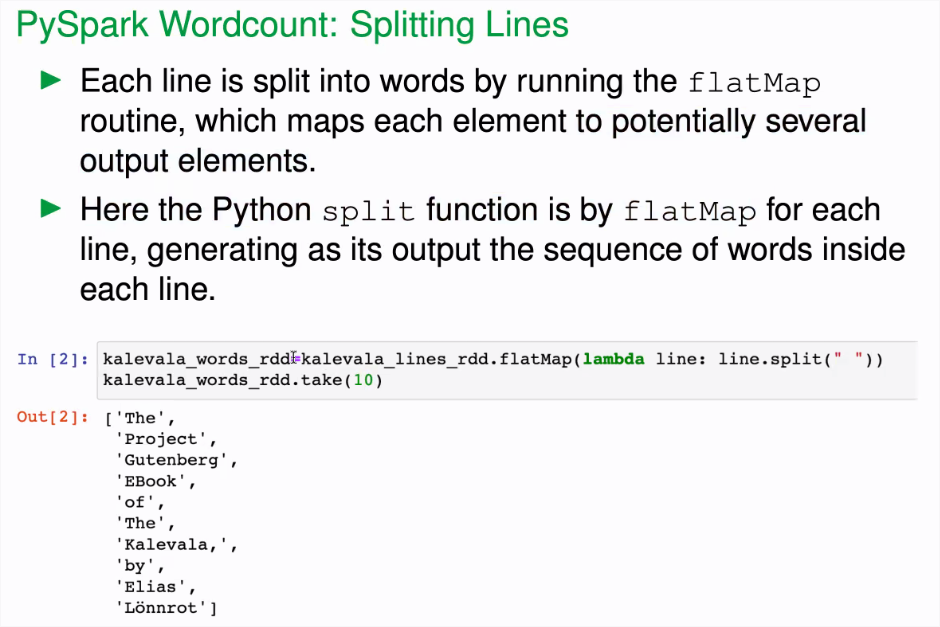 PySpark Wordcount: Splitting Lines
Each line is split into words by running the flatMap
routine, which maps each element to potentially several
output elements.
Here the Python split function is by flatMap for each
line, generating as its output the sequence of words inside
each line.
In [2]: kalevala_words_rdd=kalevala_lines_rdd.flatMap(lambda line: line.split(" "))
kalevala_words_rdd.take(10)
Out[2]: ['The',
'Project',
'Gutenberg',
'EBook',
'of',
'The',
'Kalevala,',
'by',
'Elias',
'Lönnrot']